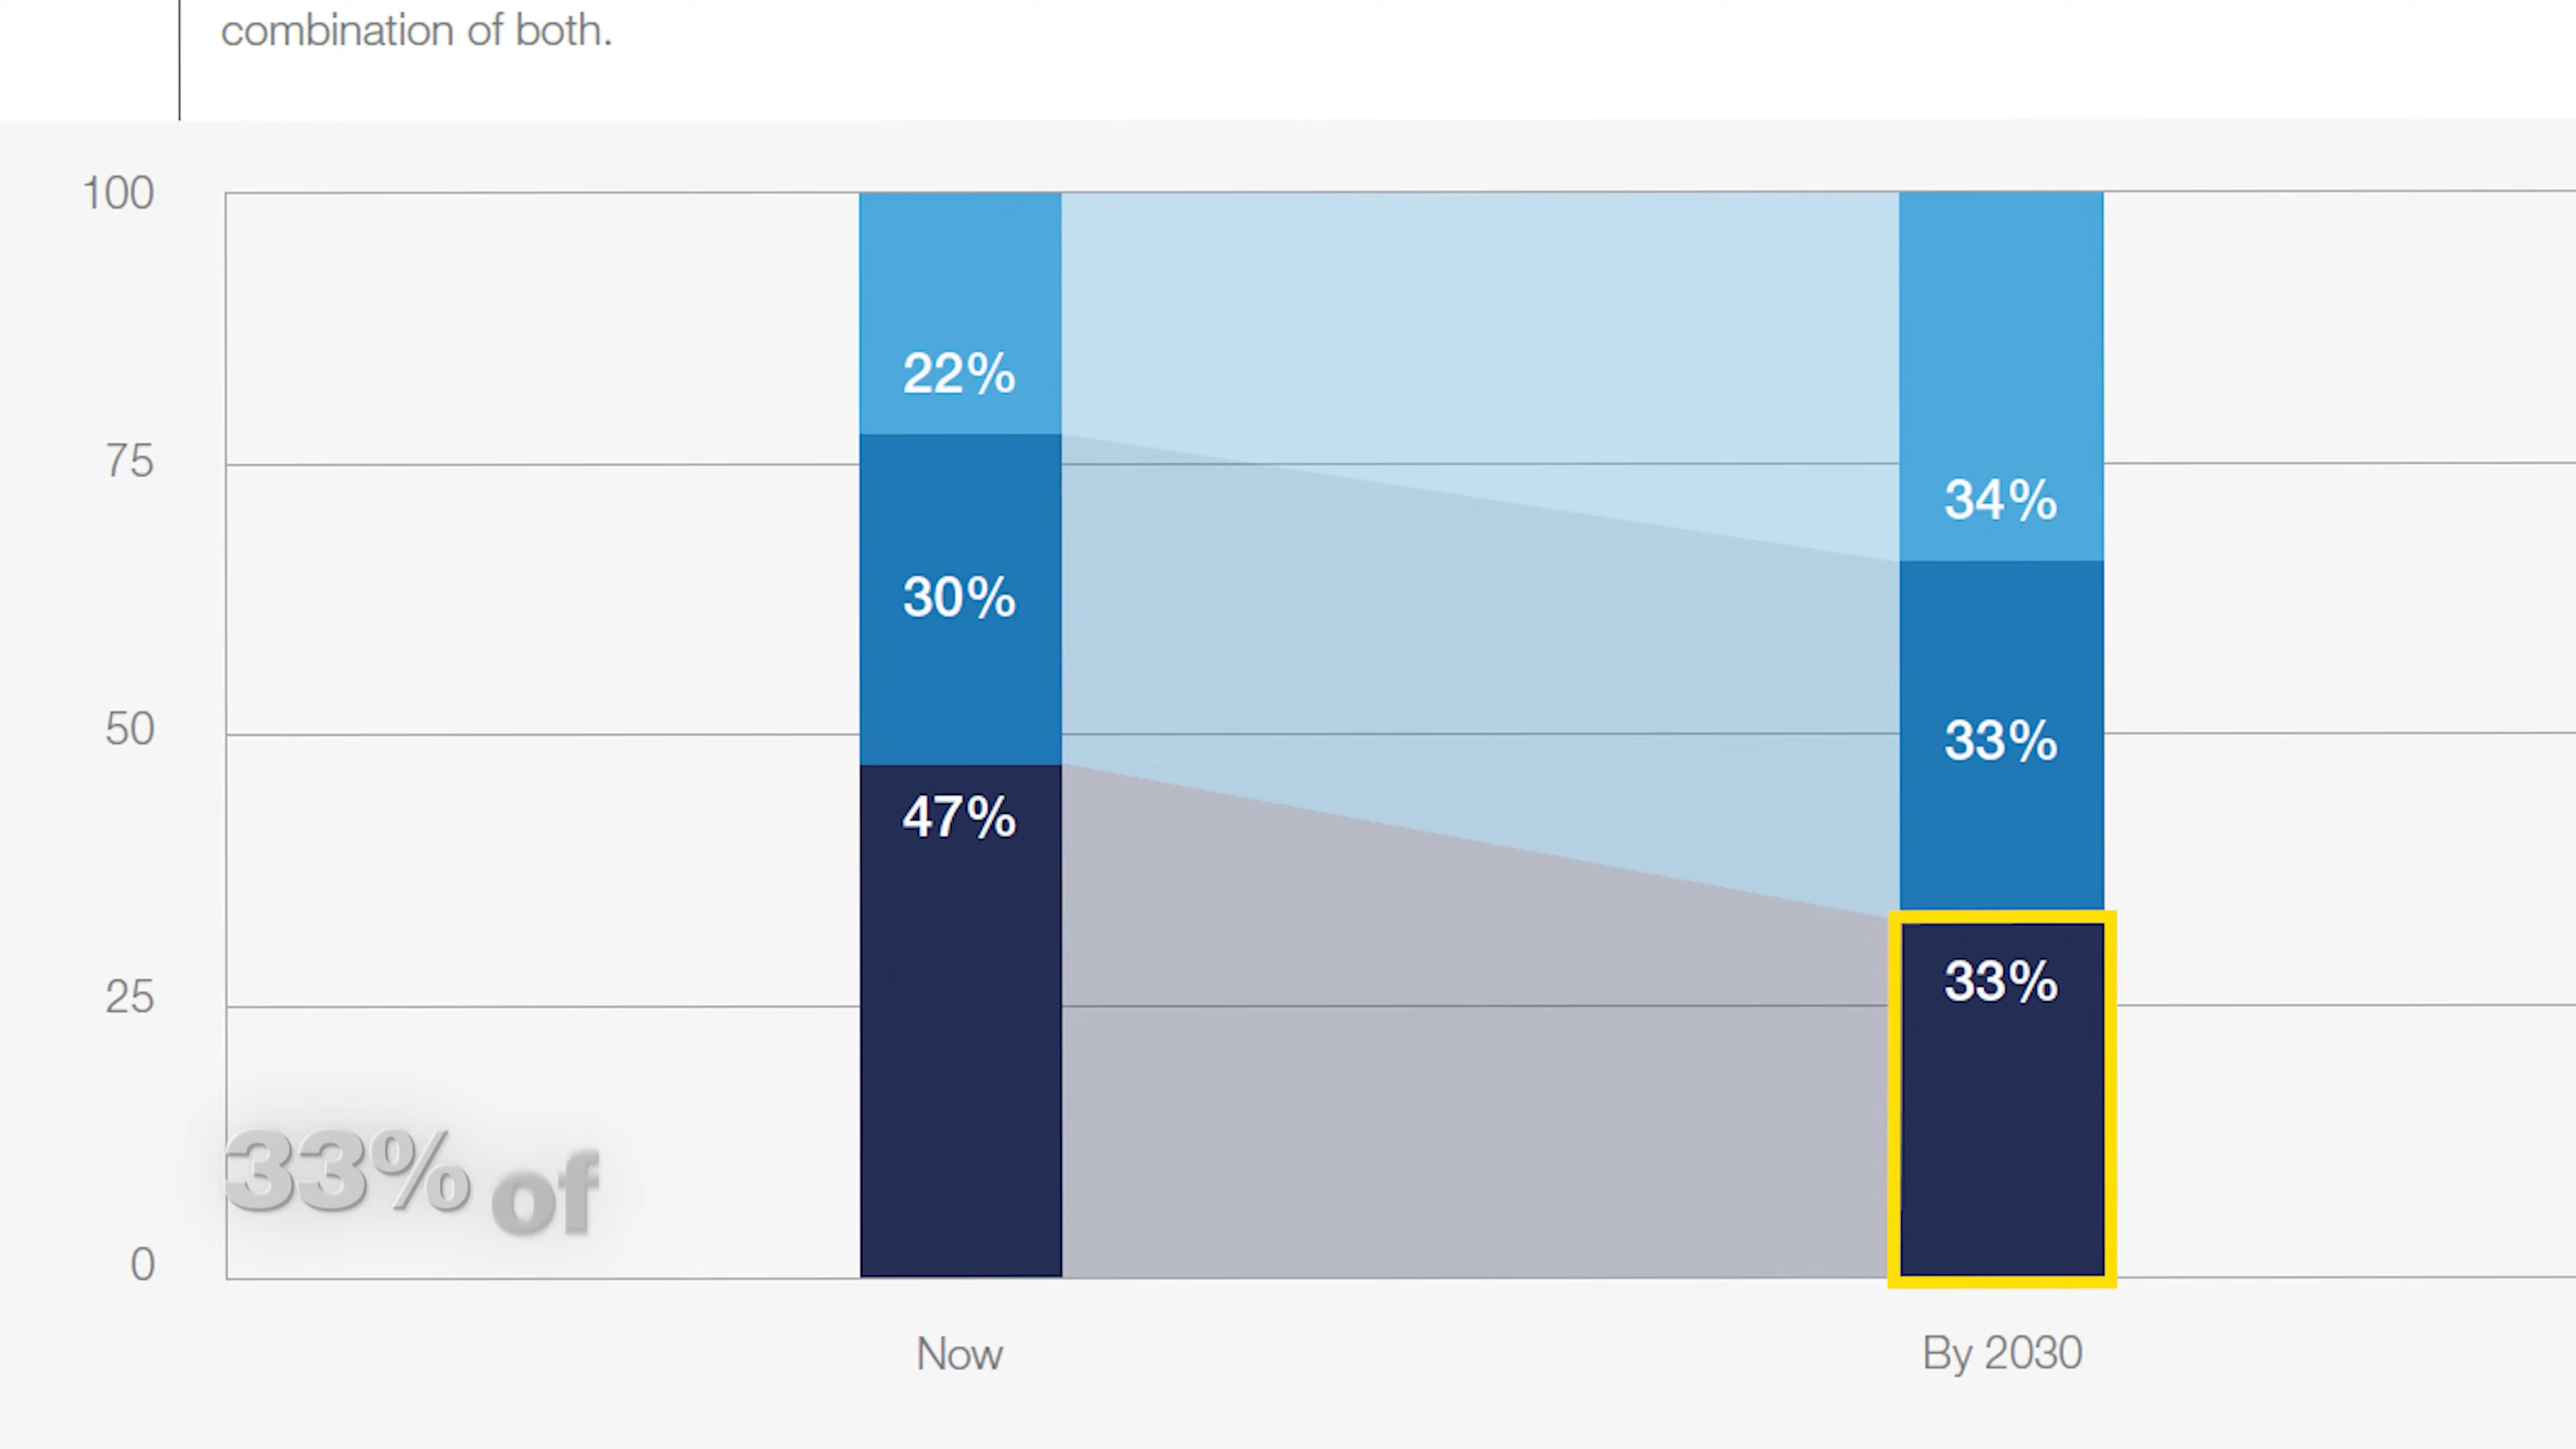 combination of both.
100
75
50
25
0
22%
30%
47%
34%
33%
33%
33% of
Now
By 2030